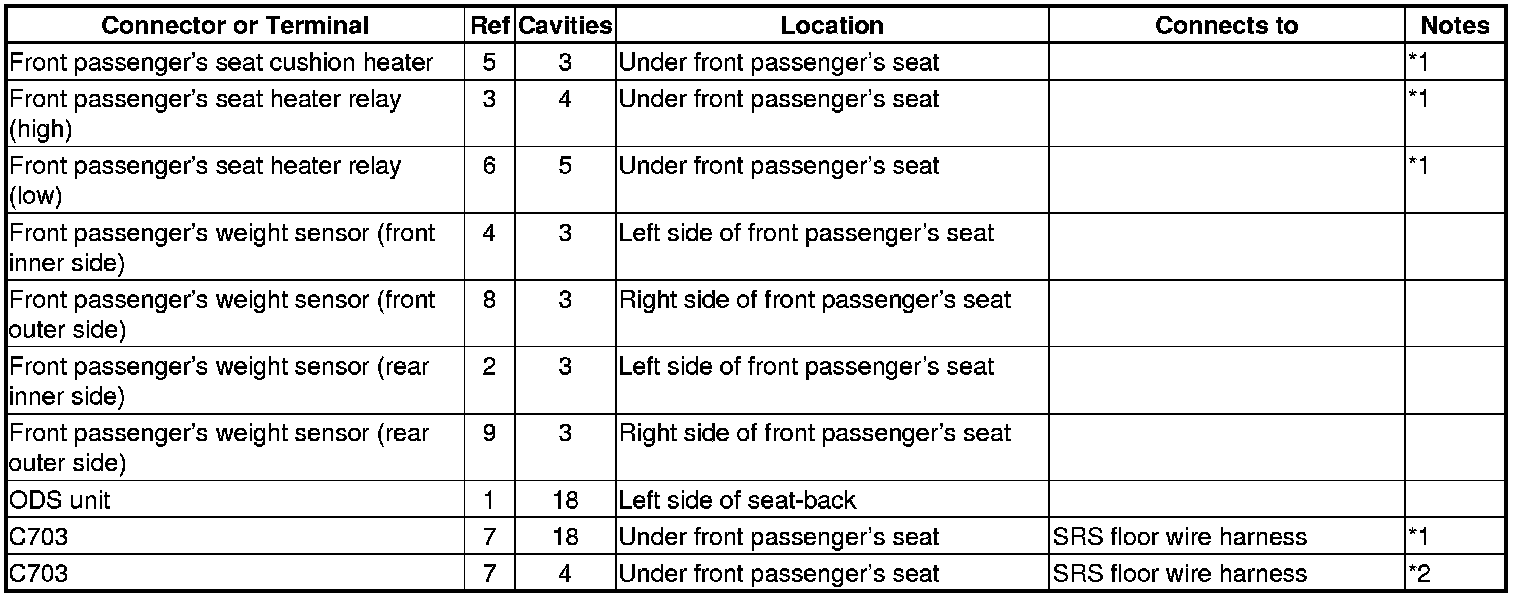 Connector or Terminal Ref Cavities Location Connects to Notes
Front passenger's seat cushion heater 5 3 Under front passenger's seat *1
Front passenger's seat heater relay 3 4 Under front passenger's seat *1
(high)
Front passenger's seat heater relay 6 5 Under front passenger's seat *1
(low)
Front passenger's weight sensor (front 4 3 Left side of front passenger's seat
inner side)
Front passenger's weight sensor (front 8 3 Right side of front passenger's seat
outer side)
Front passenger's weight sensor (rear 2 3 Left side of front passenger's seat
inner side)
Front passenger's weight sensor (rear 9 3 Right side of front passenger's seat
outer side)
ODS unit 1 18 Left side of seat-back
C703 7 18 Under front passenger's seat SRS floor wire harness *1
C703 7 4 Under front passenger's seat SRS floor wire harness *2